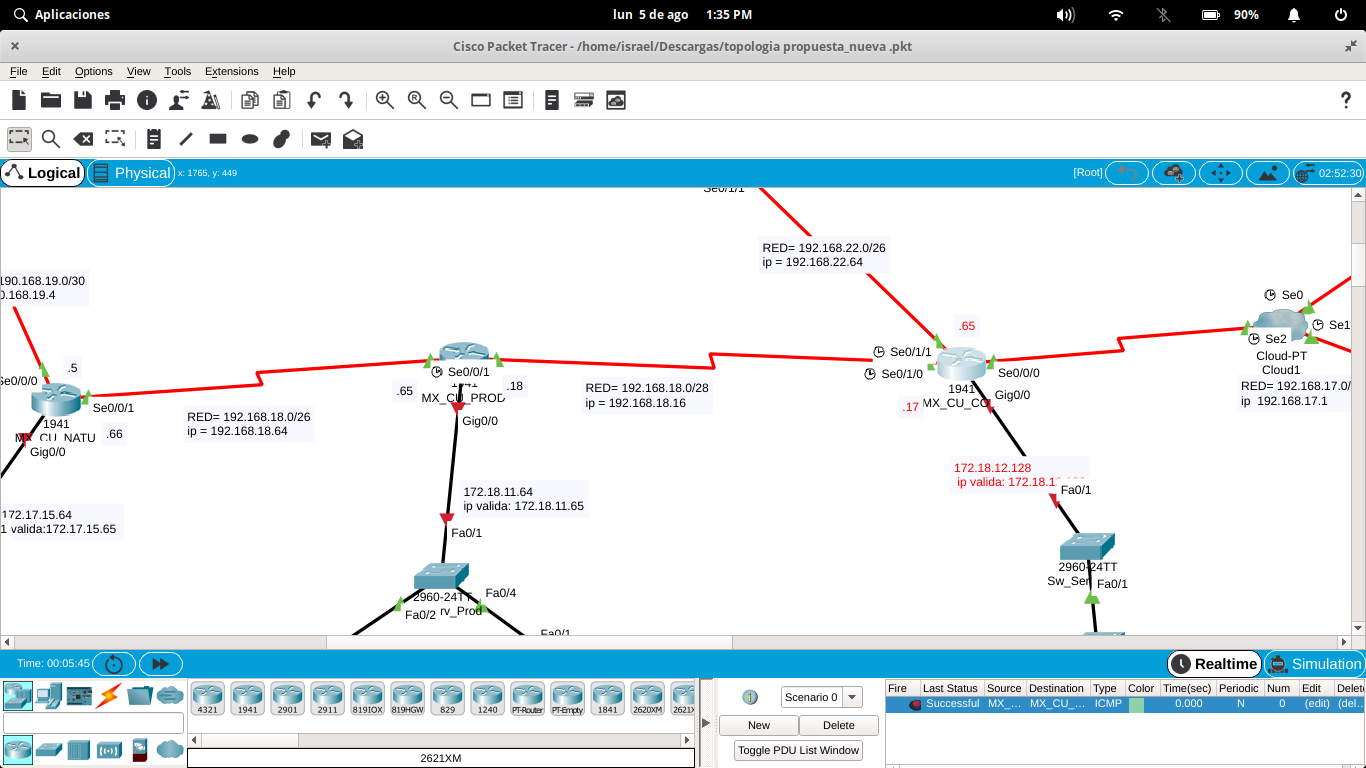 Aplicaciones
lun 5 de ago 1:35 PM
90%
Cisco Packet Tracer - /home/israel/Descargas/topologia propuesta_nueva .pkt
File Edit Options View Tools Extensions Help
Logical
Physical
x: 1765, y: 449
[Root]
02:52:30
Se0/1/1
RED= 192.168.22.0/26
ip = 192.168.22.64
190.168.19.0/30
.168.19.4
.5
Se0/0/0
Se0/0/1
1941
MX_CU_NATU
.66
Gig0/0
RED= 192.168.18.0/26
ip = 192.168.18.64
172.17.15.64
1 valida:172.17.15.65
Se0/0/1
.65
.18
1941
MX_CU_PROD
Gig0/0
RED= 192.168.18.0/28
ip = 192.168.18.16
172.18.11.64
ip valida: 172.18.11.65
Fa0/1
2960-24TT
rv_Prod
Fa0/2
Fa0/4
Fa0/1
.65
Se0/1/1
Se0/1/0
Se0/0/0
1941
Gig0/0
.17
MX_CU_CO
172.18.12.128
ip valida: 172.18.1
Fa0/1
2960-24TT
Sw_Ser
Fa0/1
Se0
Se1
Se2
Cloud-PT
Cloud1
RED= 192.168.17.0/
ip 192.168.17.1
Time: 00:05:45
Realtime
Simulation
4321 1941 2901 2911 819IOX 819HGW 829 1240 PT-Router PT-Empty 1841 2620XM 2621X
2621XM
Scenario 0
New
Delete
Toggle PDU List Window
Fire Last Status Source Destination Type Color Time(sec) Periodic Num Edit Delete
Successful MX_... MX_CU_... ICMP 0.000 N 0 (edit) (del..